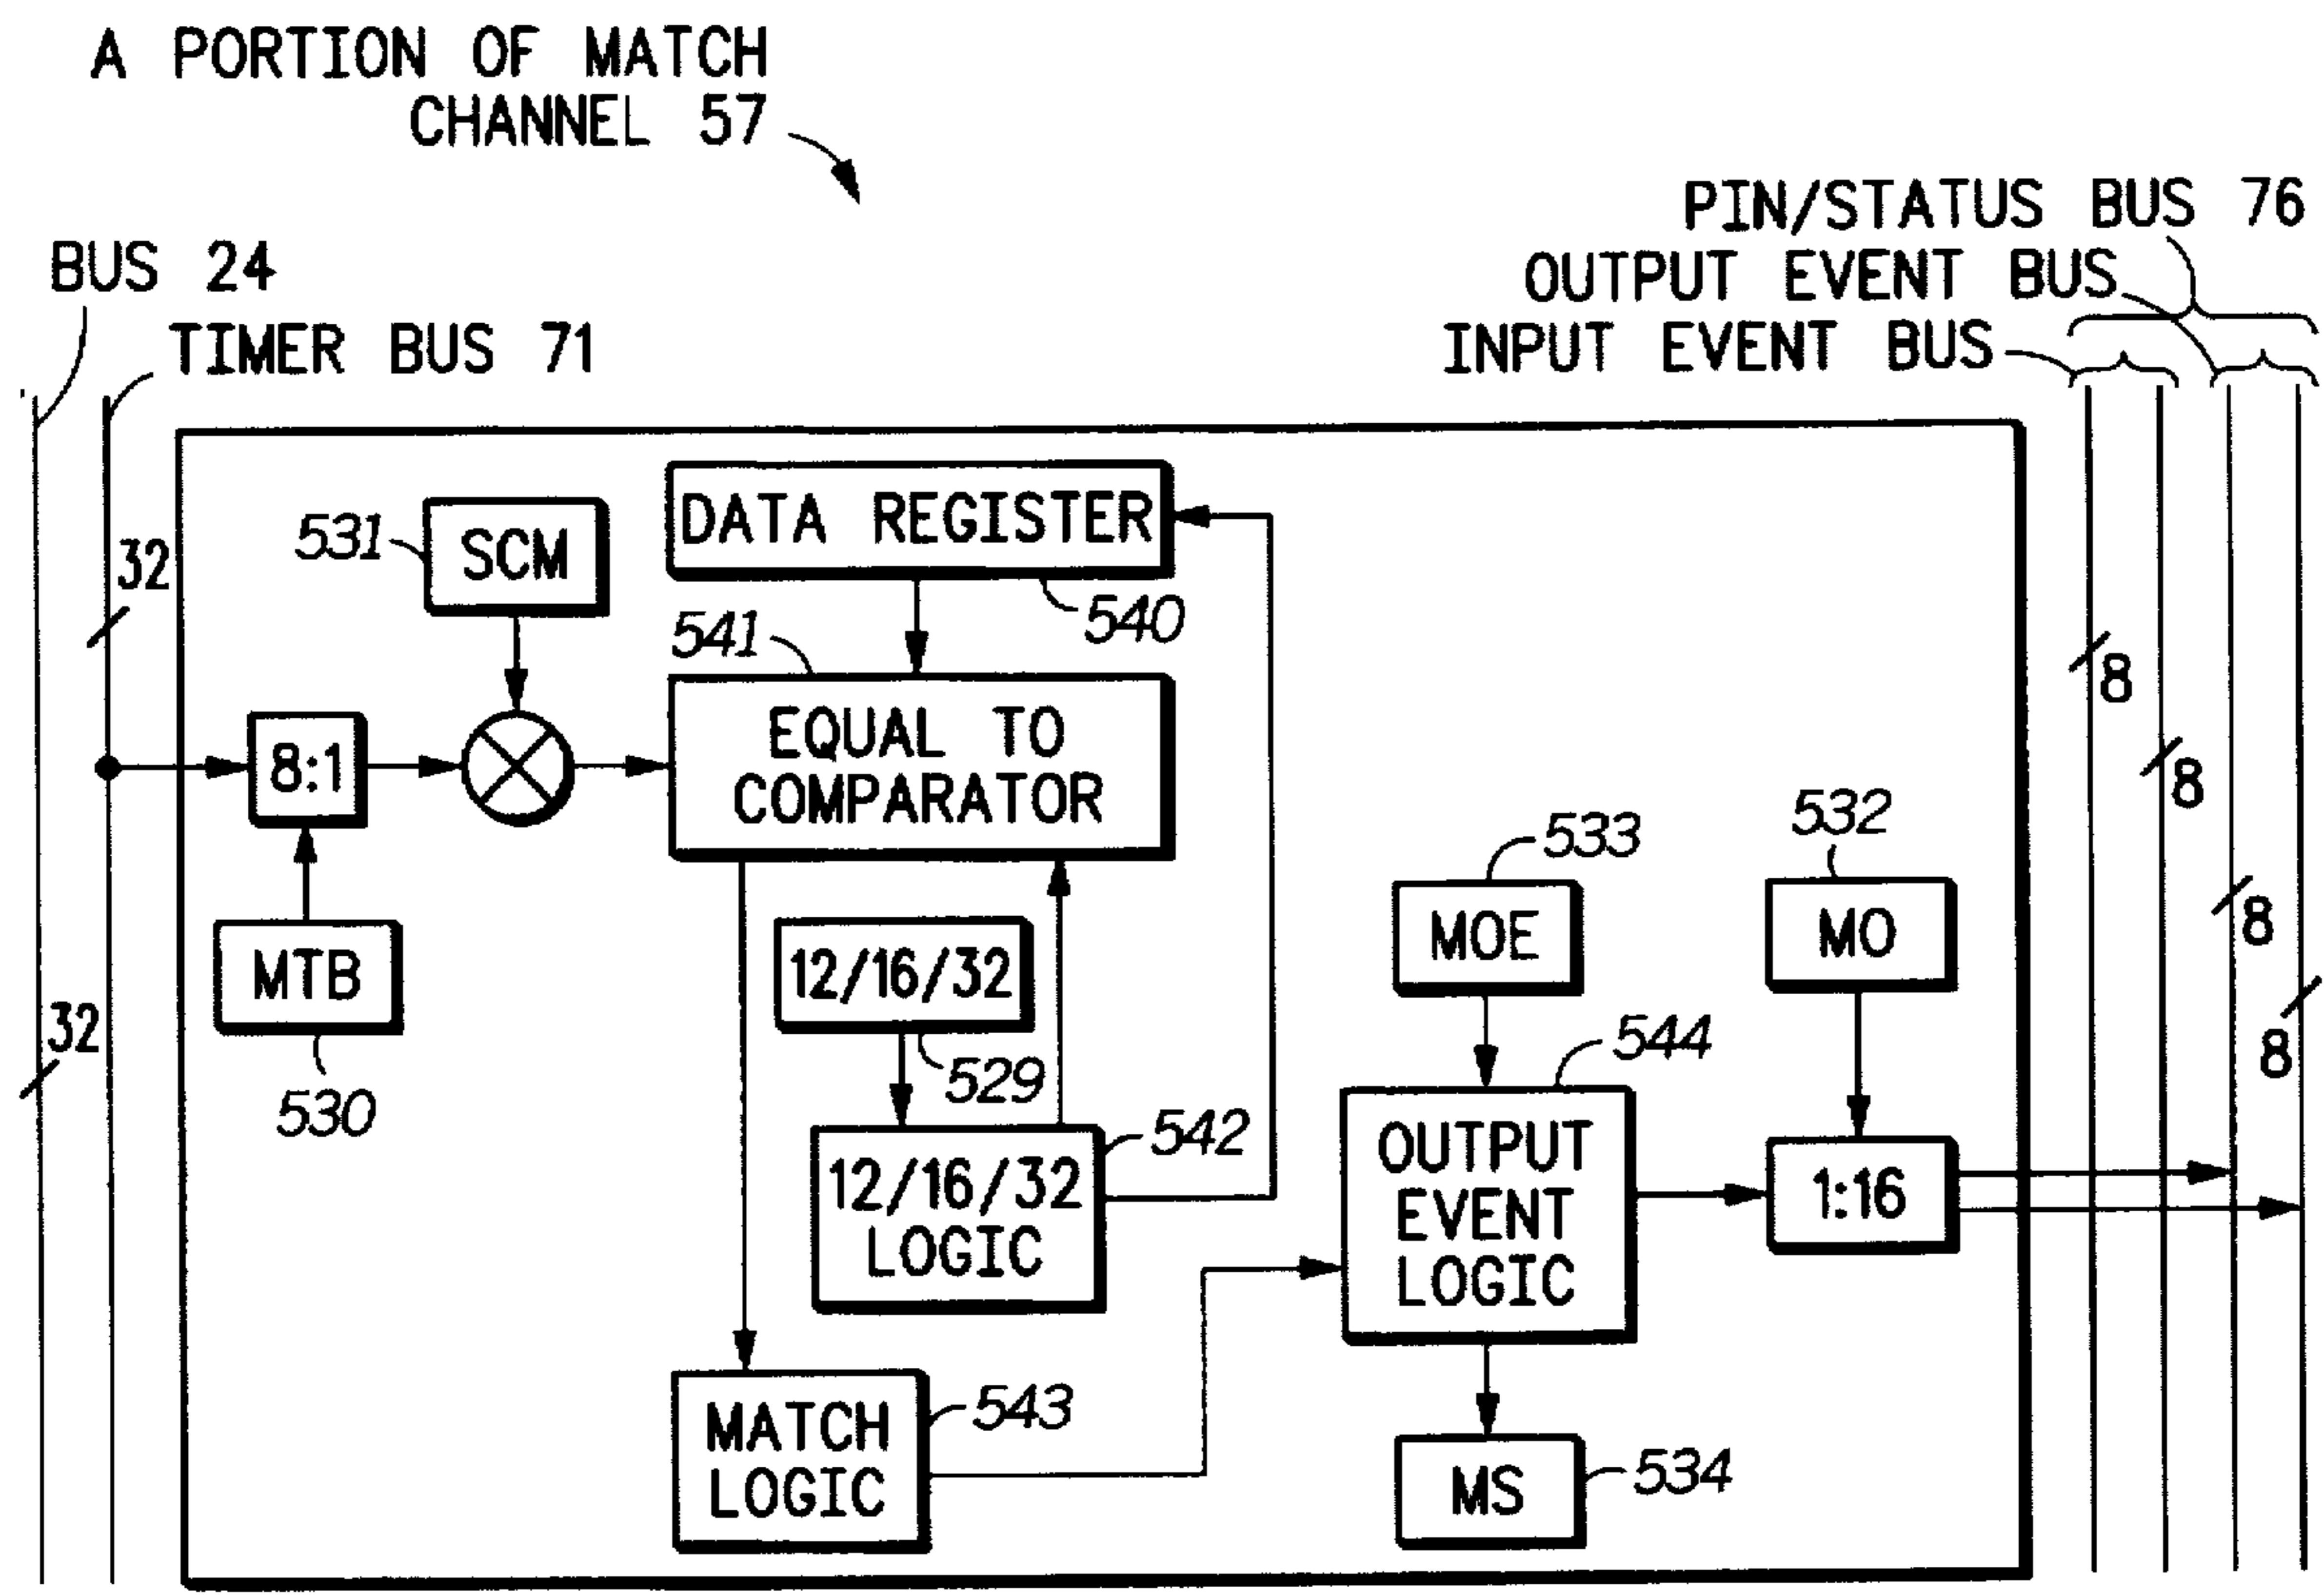 A PORTION OF MATCH
CHANNEL 57
PIN/STATUS BUS 76
BUS 24
OUTPUT EVENT BUS
TIMER BUS 71
INPUT EVENT BUS
DATA REGISTER
531
SCM
32
540
541
8
EQUAL TO
COMPARATOR
8:1
8
532
533
MOE
MO
8
12/16/32
MTB
32
544
8
529
530
542
12/16/32
LOGIC
OUTPUT
EVENT
LOGIC
1:16
543
MATCH
LOGIC
MS
534